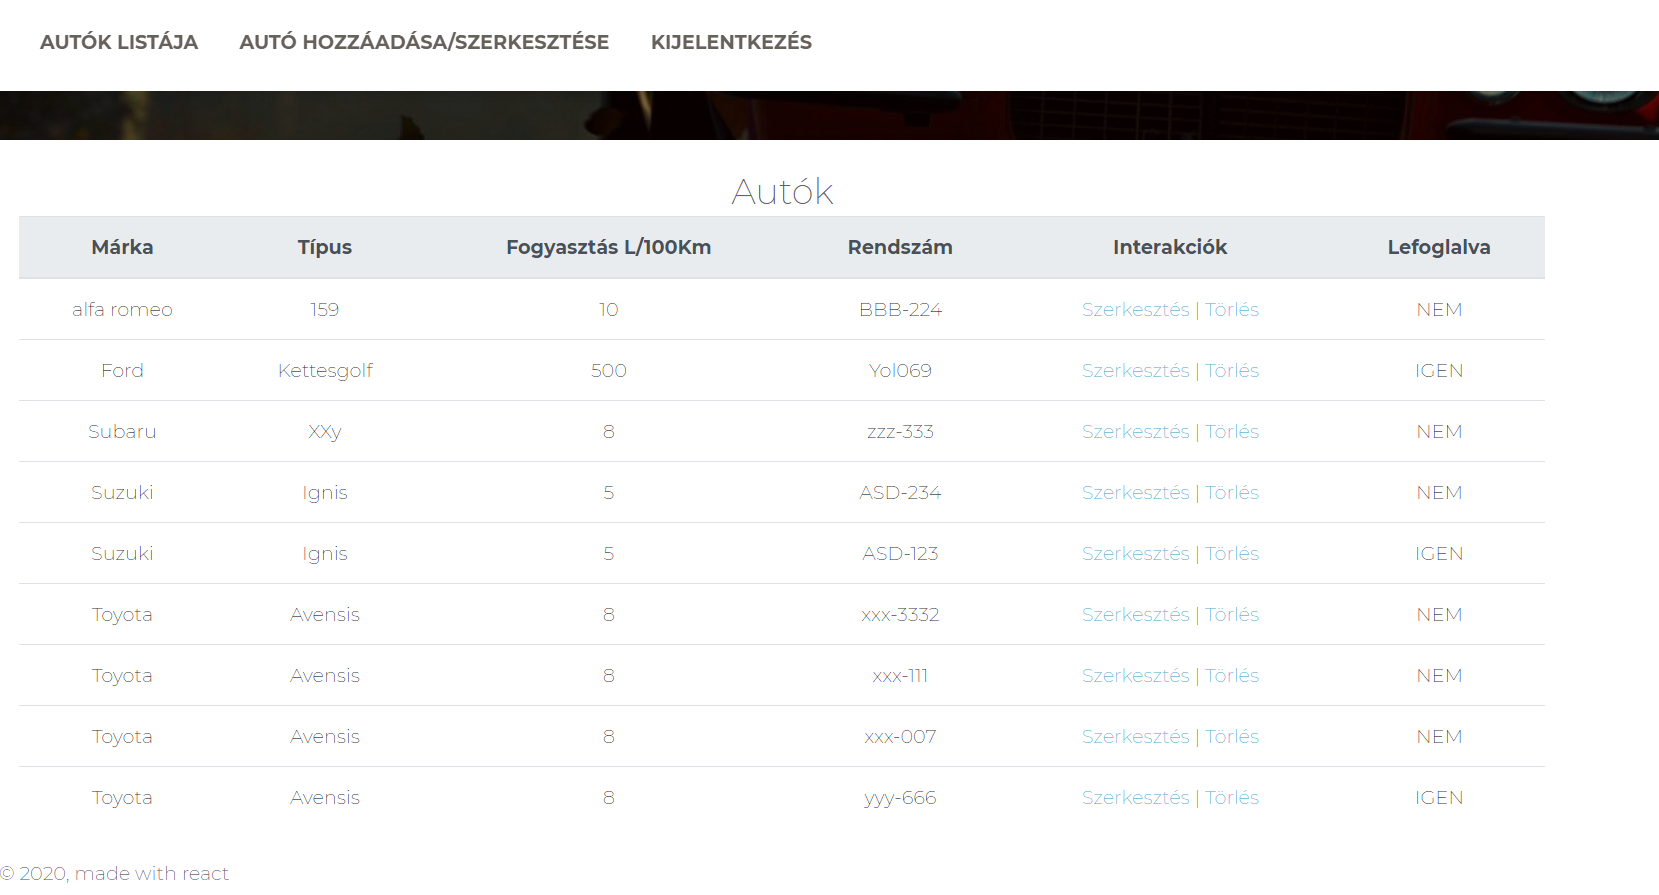 AUTÓK LISTÁJA AUTÓ HOZZÁADÁSA/SZERKESZTÉSE KIJELENTKEZÉS
Autók
Márka Típus Fogyasztás L/100Km Rendszám Interakciók Lefoglalva
alfa romeo 159 10 BBB-224 Szerkesztés | Törlés NEM
Ford Kettesgolf 500 Yol069 Szerkesztés | Törlés IGEN
Subaru XXy 8 zzz-333 Szerkesztés | Törlés NEM
Suzuki Ignis 5 ASD-234 Szerkesztés | Törlés NEM
Suzuki Ignis 5 ASD-123 Szerkesztés | Törlés IGEN
Toyota Avensis 8 xxx-3332 Szerkesztés | Törlés NEM
Toyota Avensis 8 xxx-111 Szerkesztés | Törlés NEM
Toyota Avensis 8 xxx-007 Szerkesztés | Törlés NEM
Toyota Avensis 8 yyy-666 Szerkesztés | Törlés IGEN
© 2020, made with react